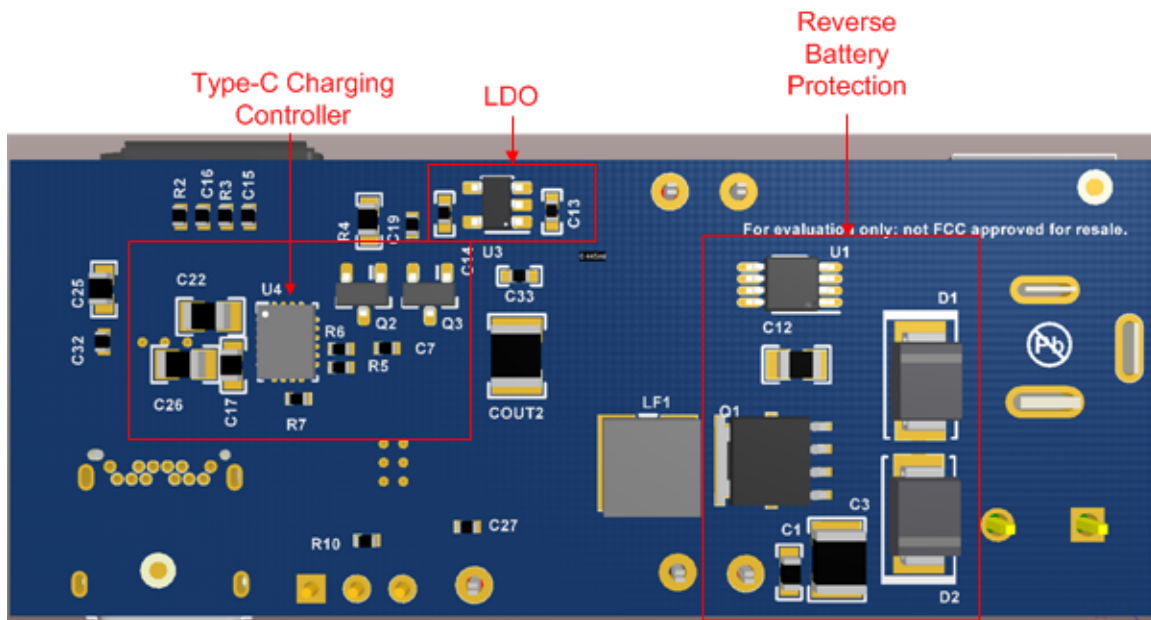 Reverse
Battery
Protection
Type-C Charging
Controller
LDO
R2
C16
R3
C15
R4
C19
C14
U3
C13
For evaluation only; not FCC approved for resale.
U1
C25
C22
U4
C33
D1
C32
Q2
Q3
R6
R5
C7
C12
C26
C17
R7
COUT2
LF1
Q1
Pb
C3
C1
C27
R10
D2